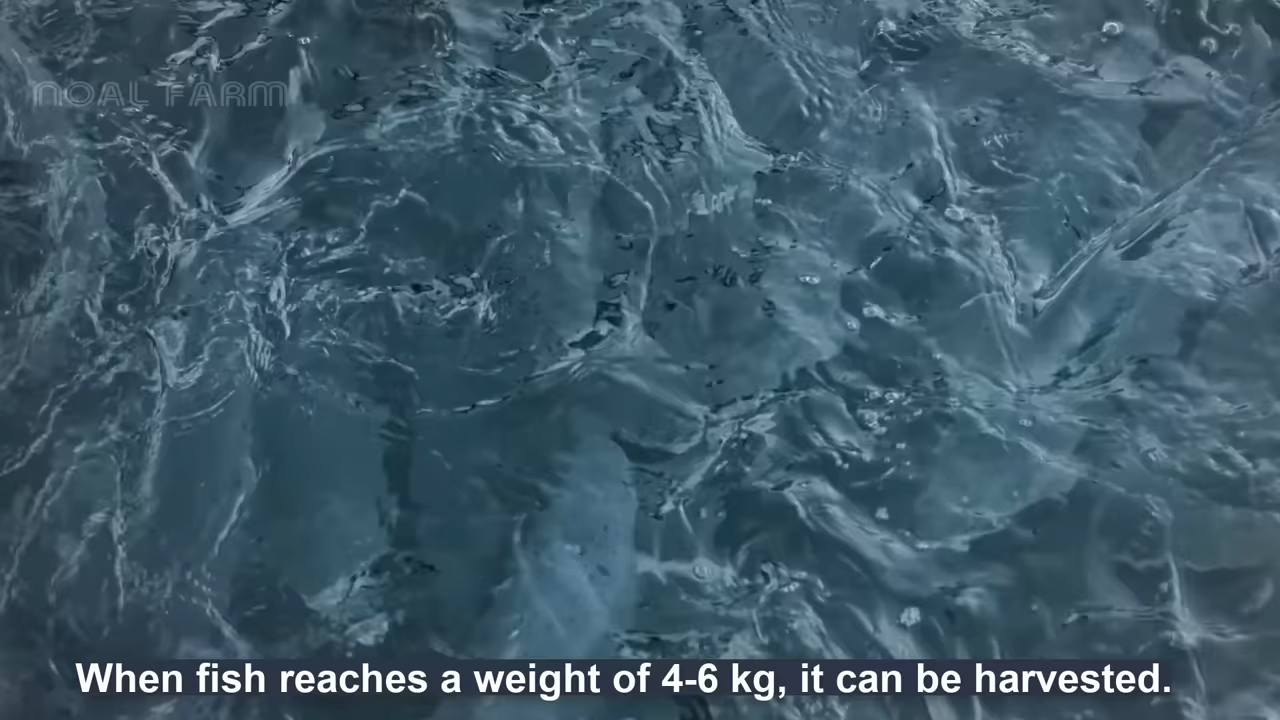 NOAL FARM
When fish reaches a weight of 4-6 kg, it can be harvested.